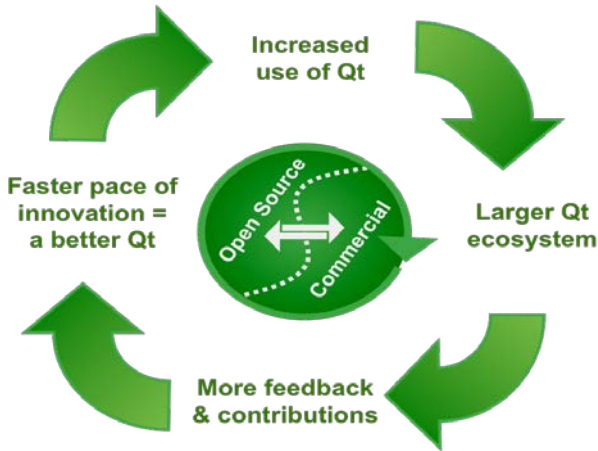 Increased
use of Qt
Larger Qt
ecosystem
More feedback
& contributions
Faster pace of
innovation =
a better Qt
Open Source
Commercial